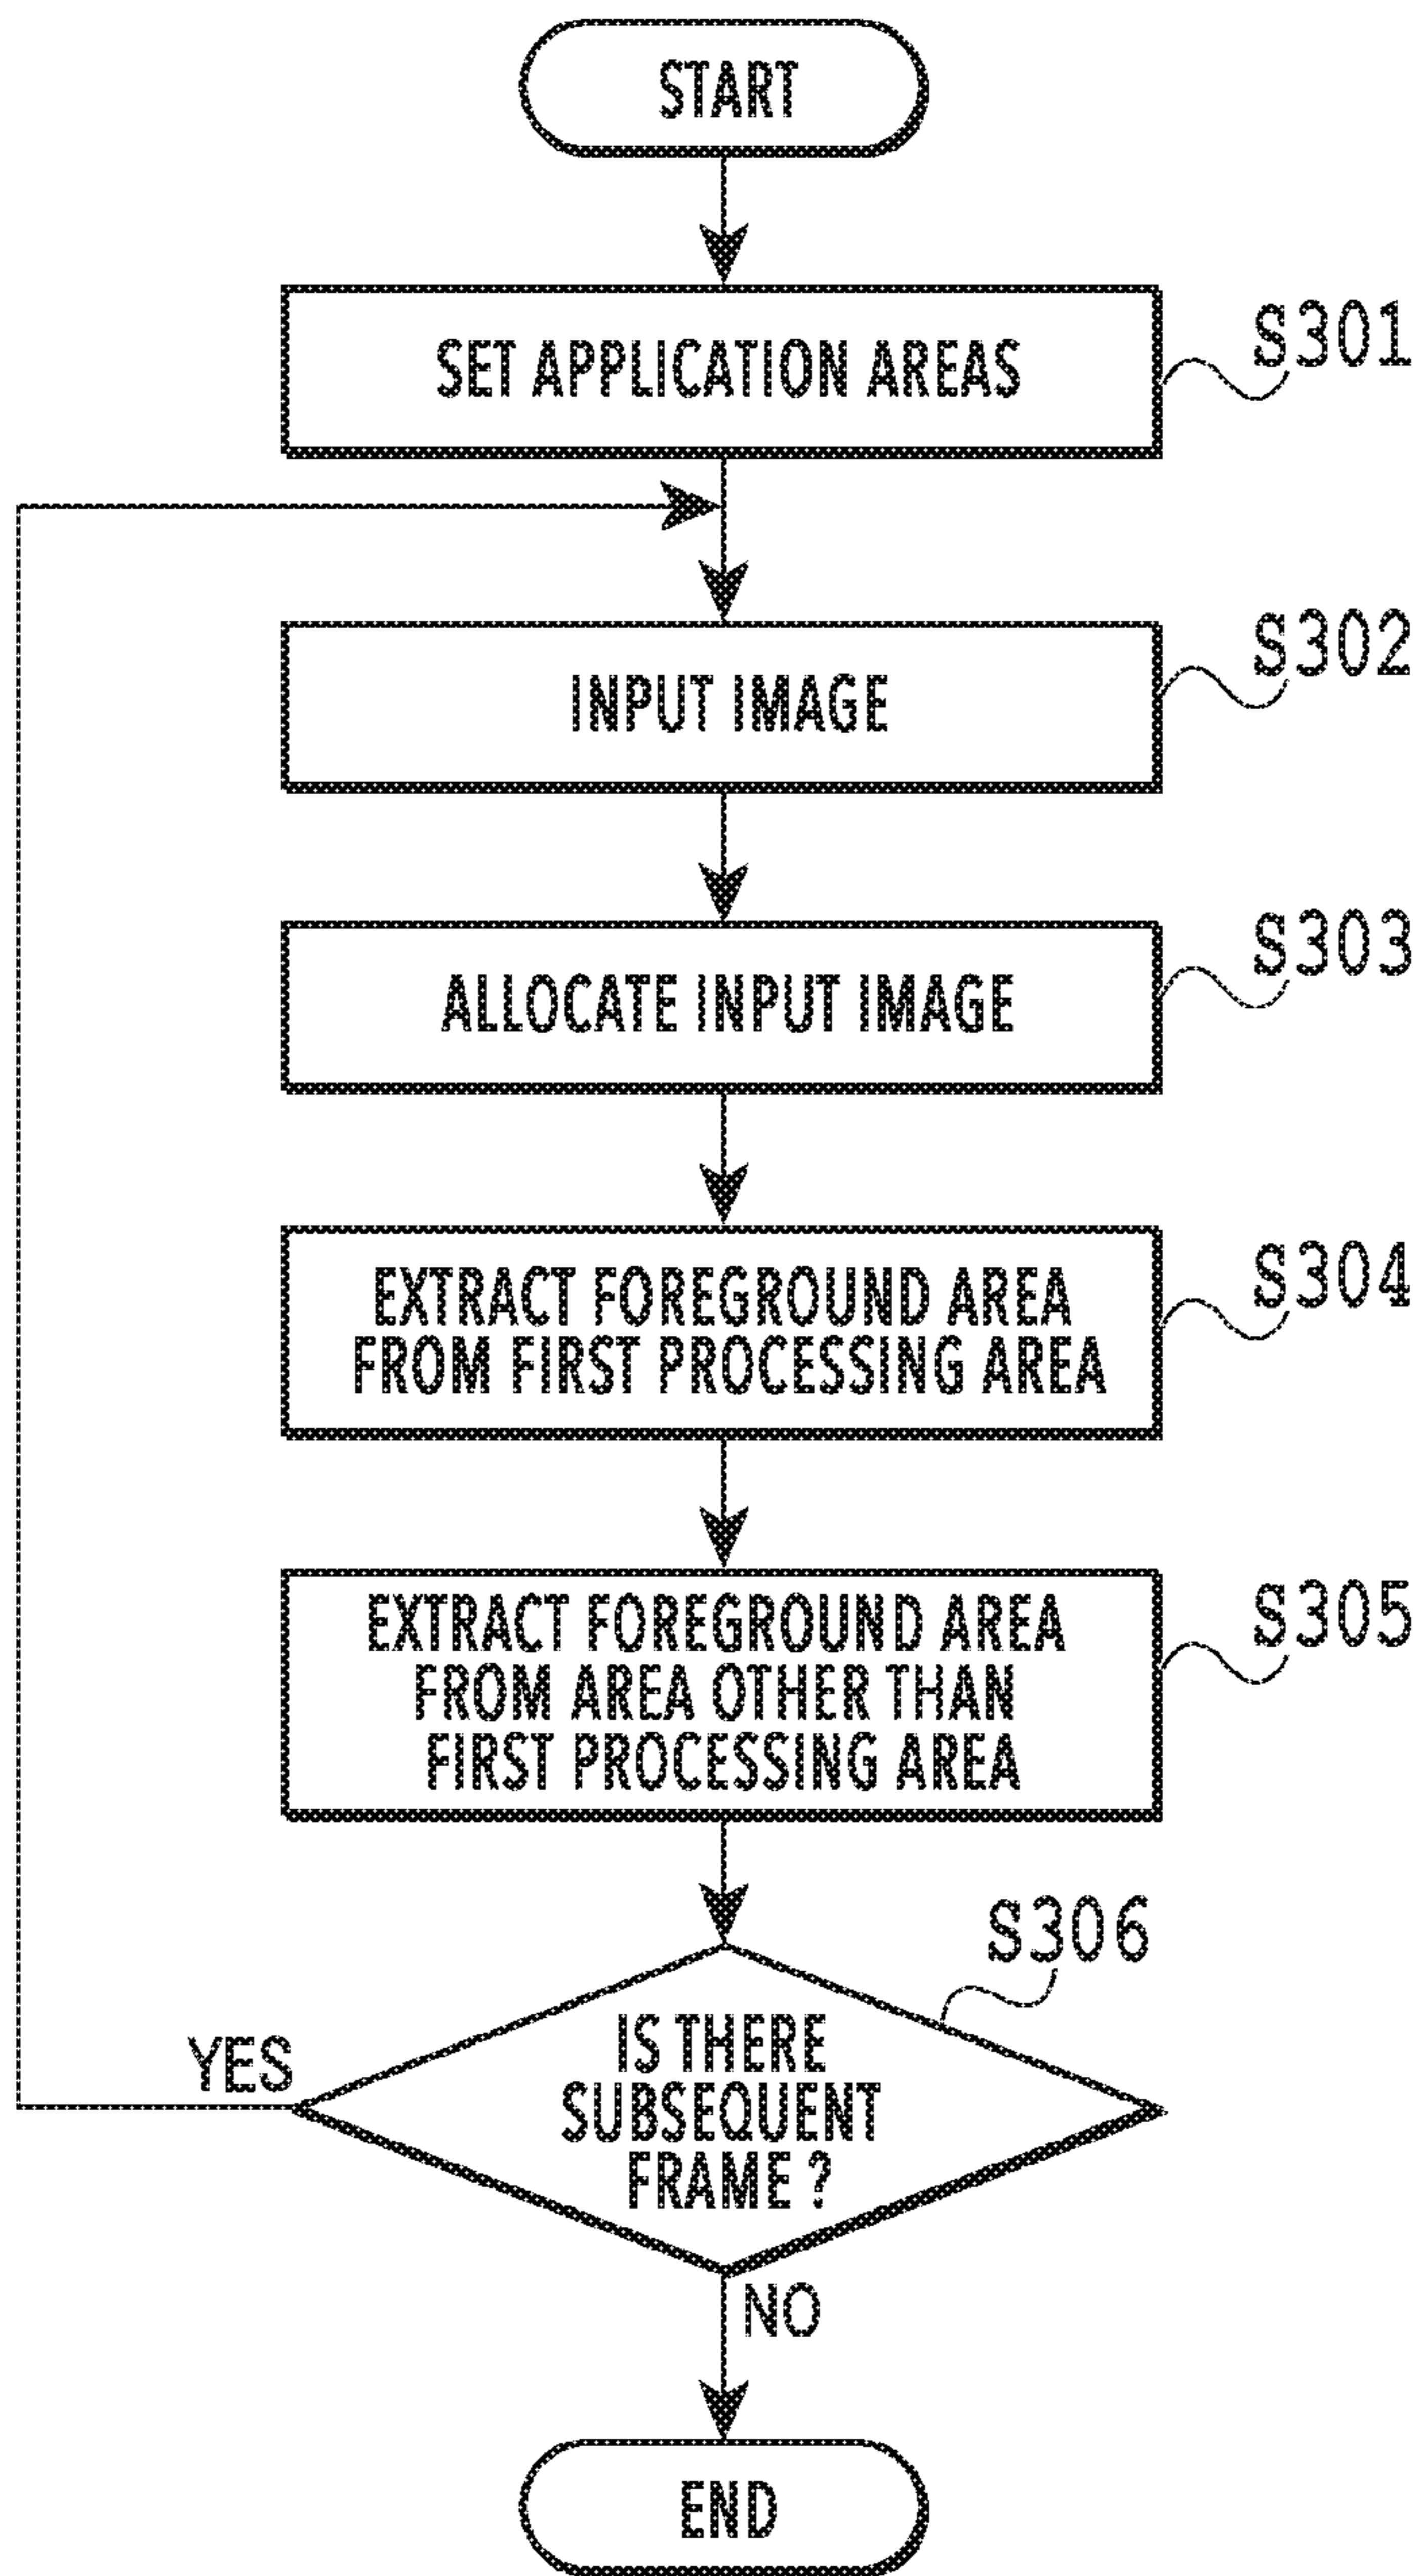 START
SET APPLICATION AREAS
S301
INPUT IMAGE
S302
ALLOCATE INPUT IMAGE
S303
EXTRACT FOREGROUND AREA
FROM FIRST PROCESSING AREA
S304
EXTRACT FOREGROUND AREA
FROM AREA OTHER THAN
FIRST PROCESSING AREA
S305
S306
IS THERE
SUBSEQUENT
FRAME ?
YES
NO
END